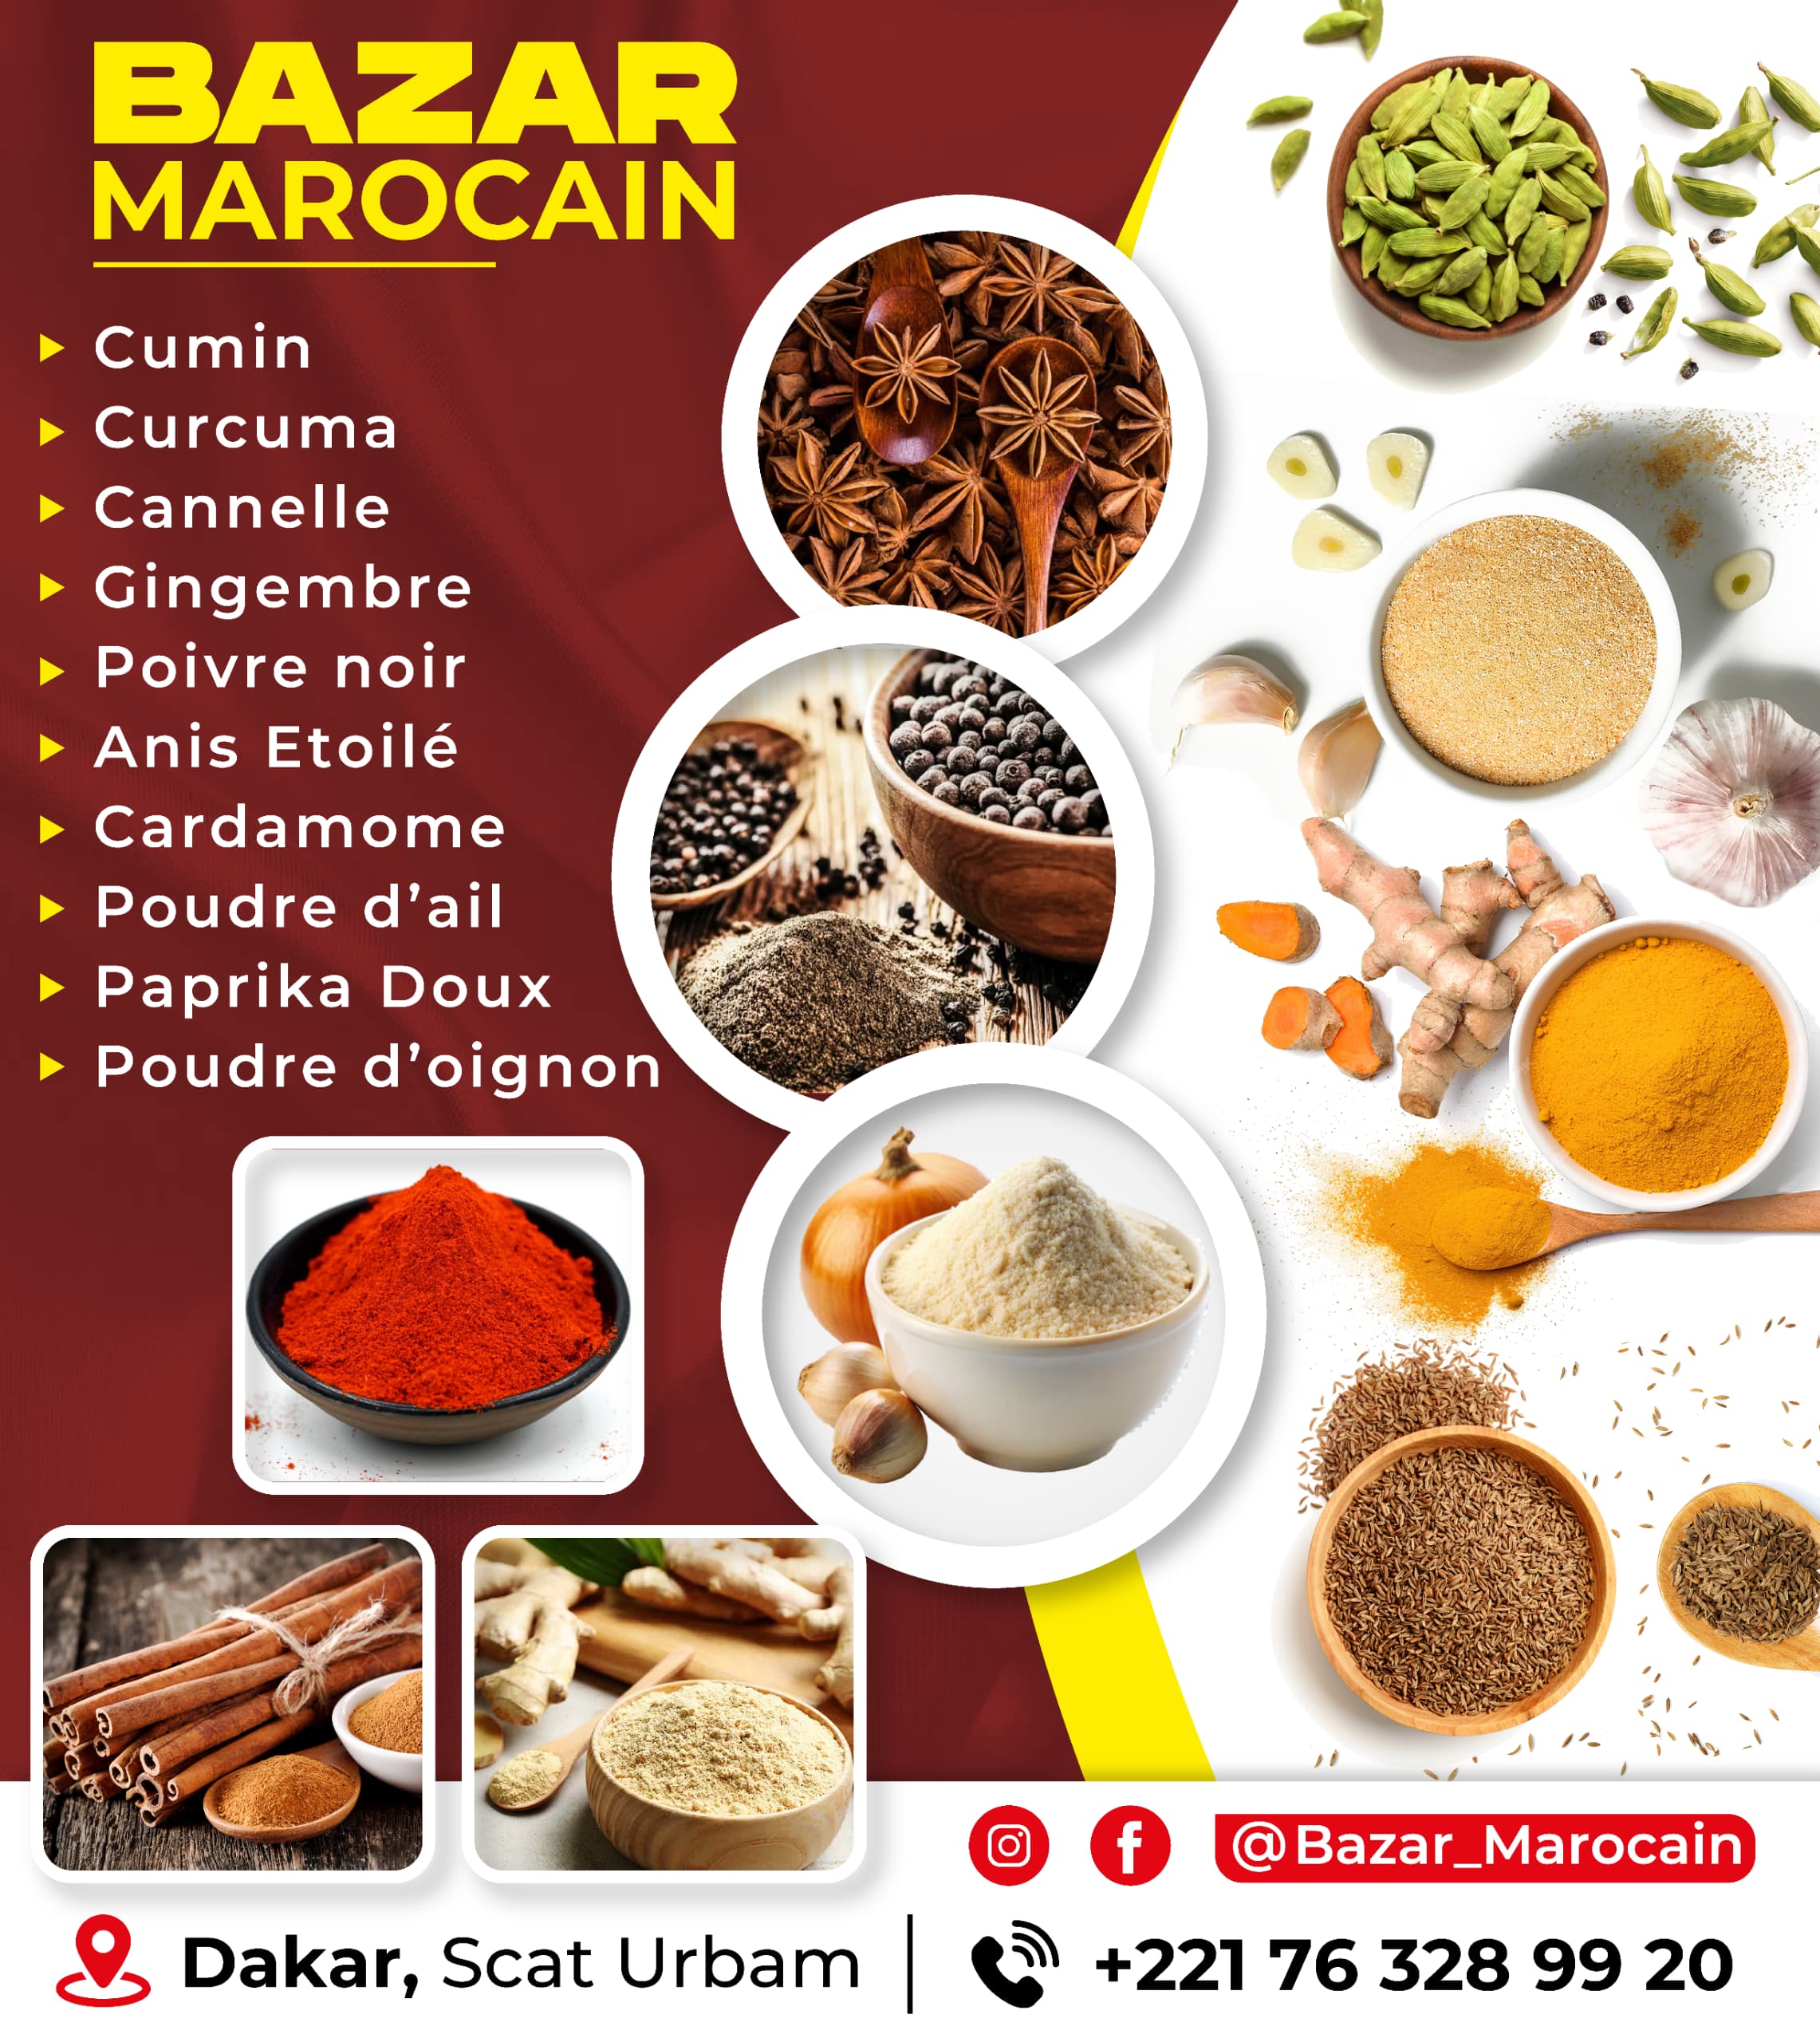 BAZAR
MAROCAIN
Cumin
Curcuma
Cannelle
Gingembre
Poivre noir
Anis Etoilé
Cardamome
Poudre d’ail
Paprika Doux
Poudre d’oignon
@Bazar_Marocain
Dakar, Scat Urbam
+221 76 328 99 20